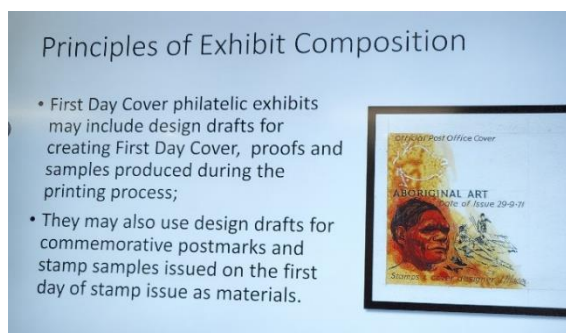 Principles of Exhibit Composition
• First Day Cover philatelic exhibits
may include design drafts for
creating First Day Cover, proofs and
samples produced during the
printing process;
• They may also use design drafts for
commemorative postmarks and
stamp samples issued on the first
day of stamp issue as materials.
Official Post Office Cover
ABORIGINAL ART
Date of Issue 29-9-71
Stamps & cover designer